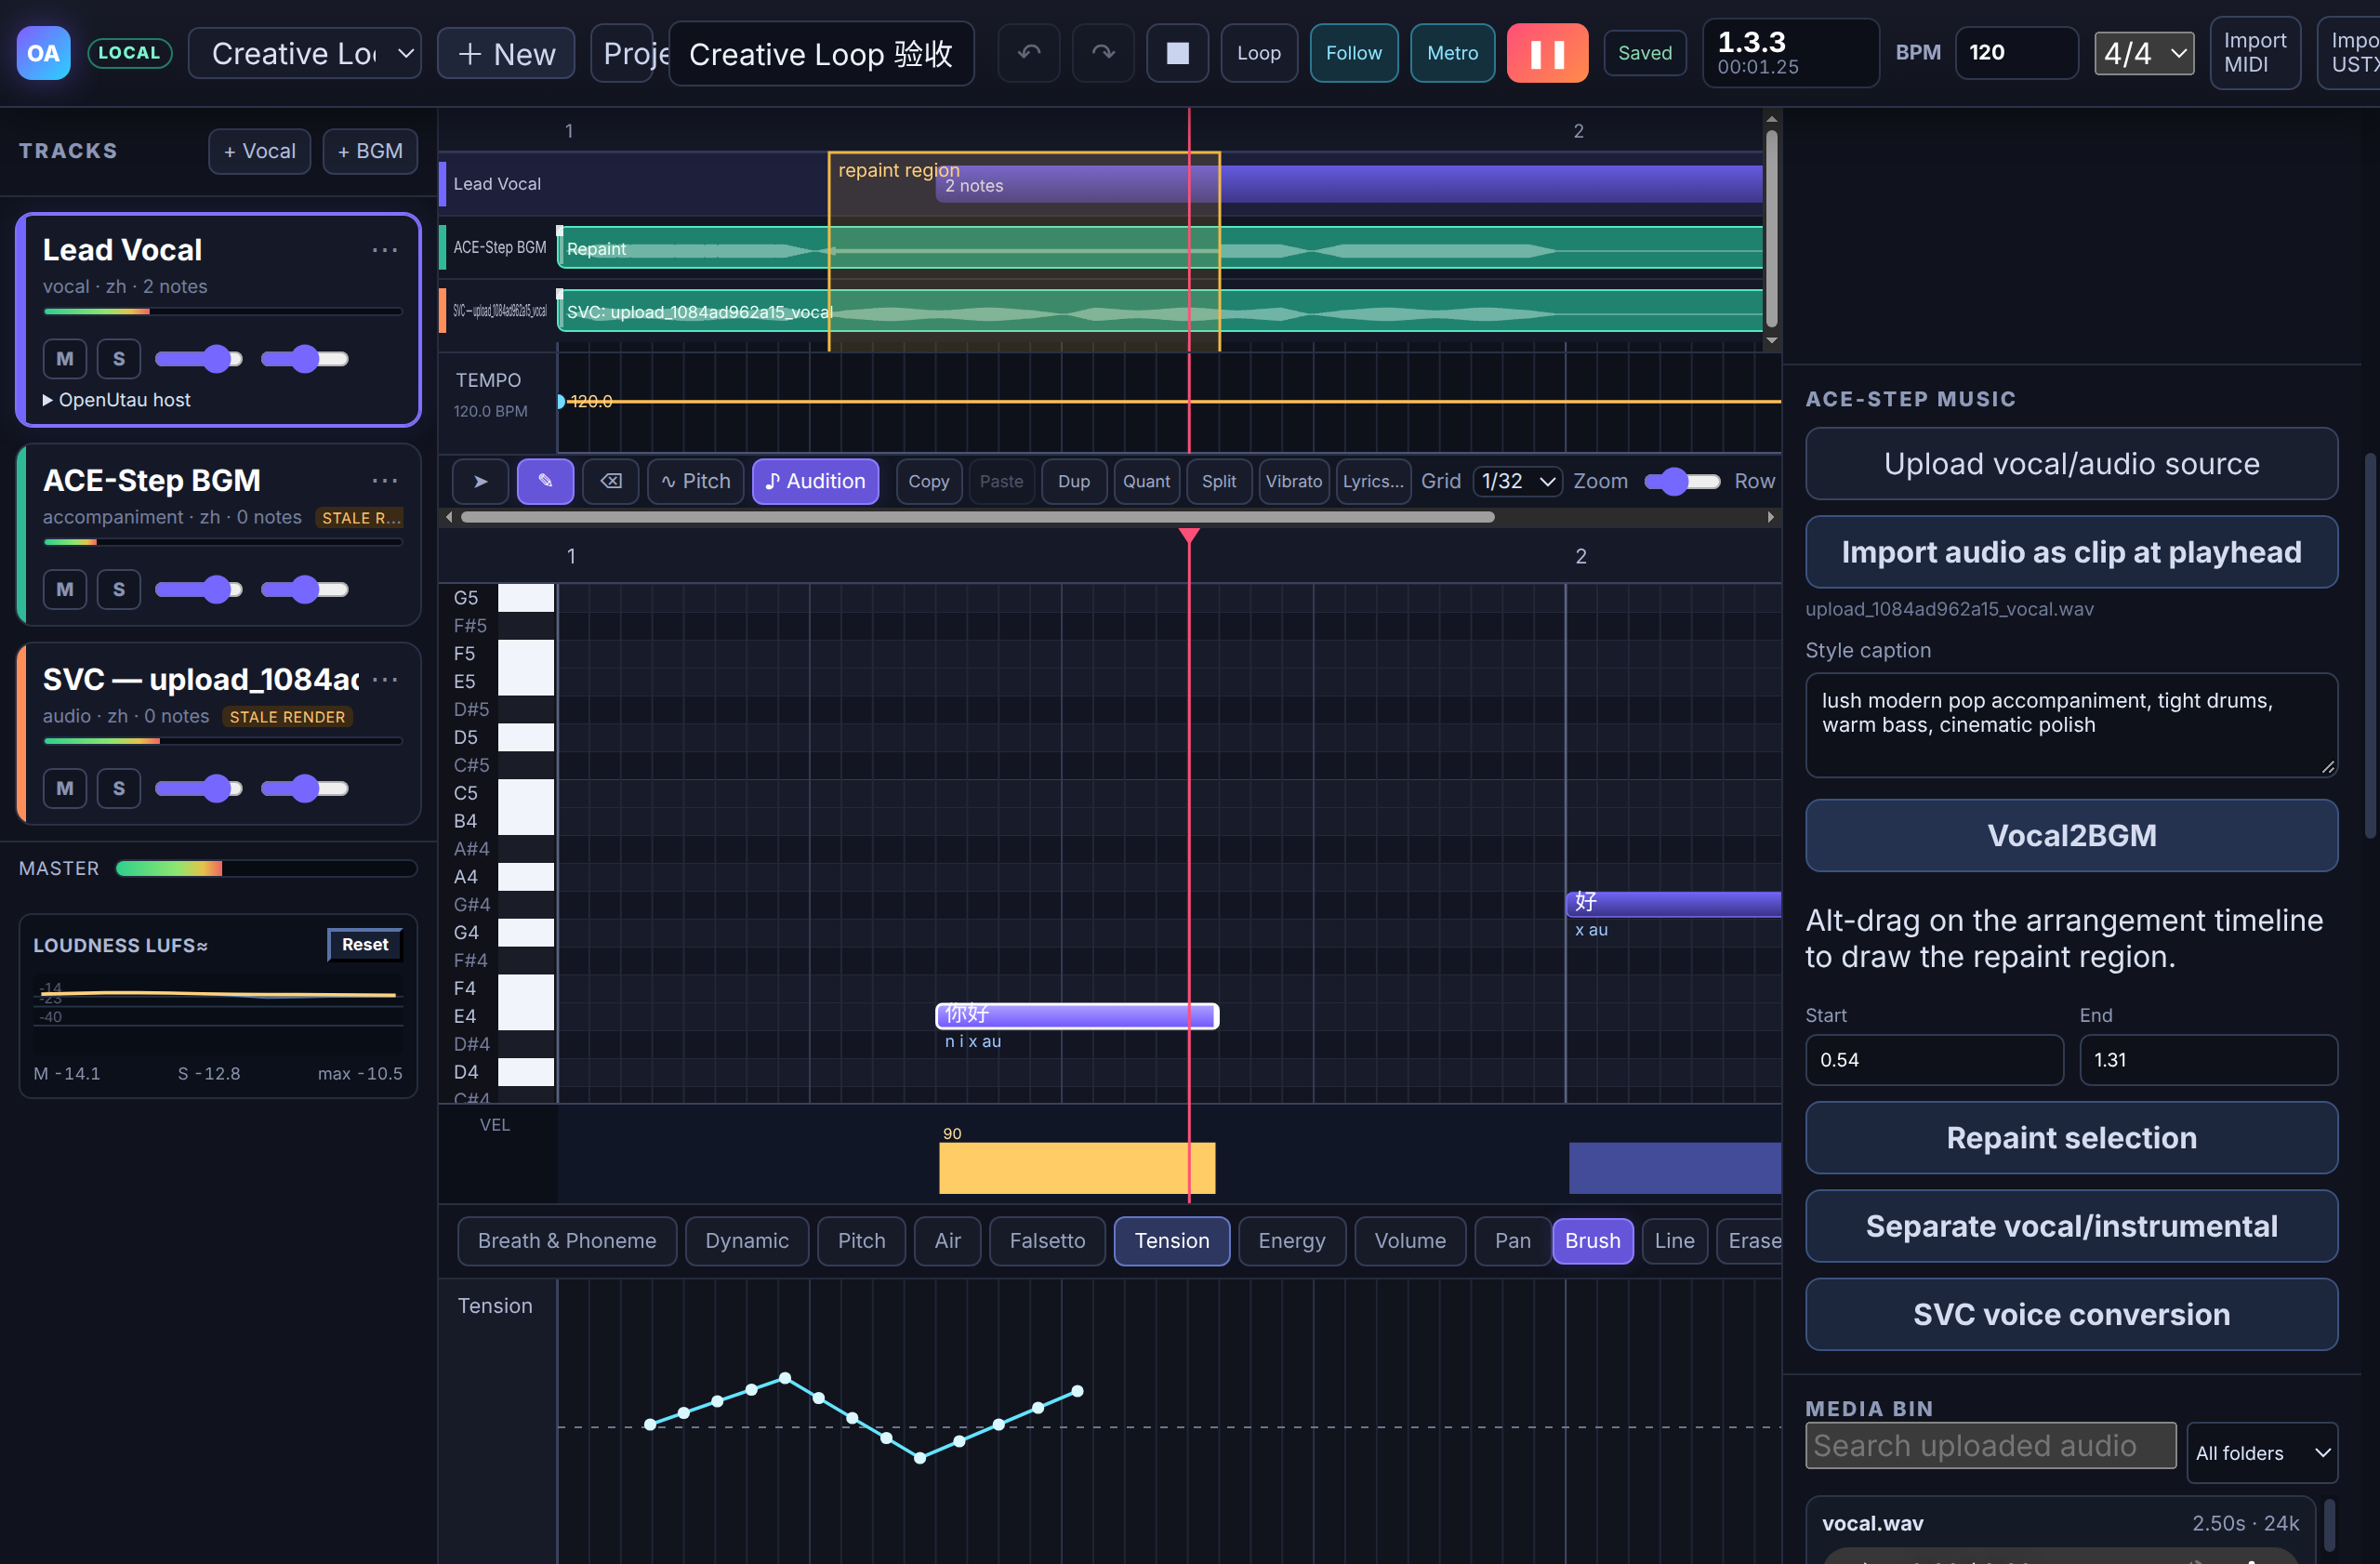 OA
LOCAL
Creative Lo
+ New
Proje
Creative Loop 验收
Loop
Follow
Metro
Saved
1.3.3
00:01.25
BPM
120
4/4
Import MIDI
Impo
USTX
TRACKS
+ Vocal
+ BGM
Lead Vocal
vocal · zh · 2 notes
M
S
OpenUtau host
ACE-Step BGM
accompaniment · zh · 0 notes
STALE R...
M
S
SVC — upload_1084ad
audio · zh · 0 notes
STALE RENDER
M
S
MASTER
LOUDNESS LUFS≈
Reset
-14
-23
-40
M -14.1
S -12.8
max -10.5
1
2
Lead Vocal
repaint region
2 notes
ACE-Step BGM
Repaint
SVC — upload_1084ad962a15_vocal
SVC: upload_1084ad962a15_vocal
TEMPO
120.0 BPM
120.0
∿ Pitch
♪ Audition
Copy
Paste
Dup
Quant
Split
Vibrato
Lyrics...
Grid
1/32
Zoom
Row
1
2
G5
F#5
F5
E5
D#5
D5
C#5
C5
B4
A#4
A4
G#4
G4
F#4
F4
E4
D#4
D4
C#4
好
x au
你好
n i x au
VEL
90
Breath & Phoneme
Dynamic
Pitch
Air
Falsetto
Tension
Energy
Volume
Pan
Brush
Line
Erase
Tension
ACE-STEP MUSIC
Upload vocal/audio source
Import audio as clip at playhead
upload_1084ad962a15_vocal.wav
Style caption
lush modern pop accompaniment, tight drums,
warm bass, cinematic polish
Vocal2BGM
Alt-drag on the arrangement timeline
to draw the repaint region.
Start
End
0.54
1.31
Repaint selection
Separate vocal/instrumental
SVC voice conversion
MEDIA BIN
Search uploaded audio
All folders
vocal.wav
2.50s · 24k